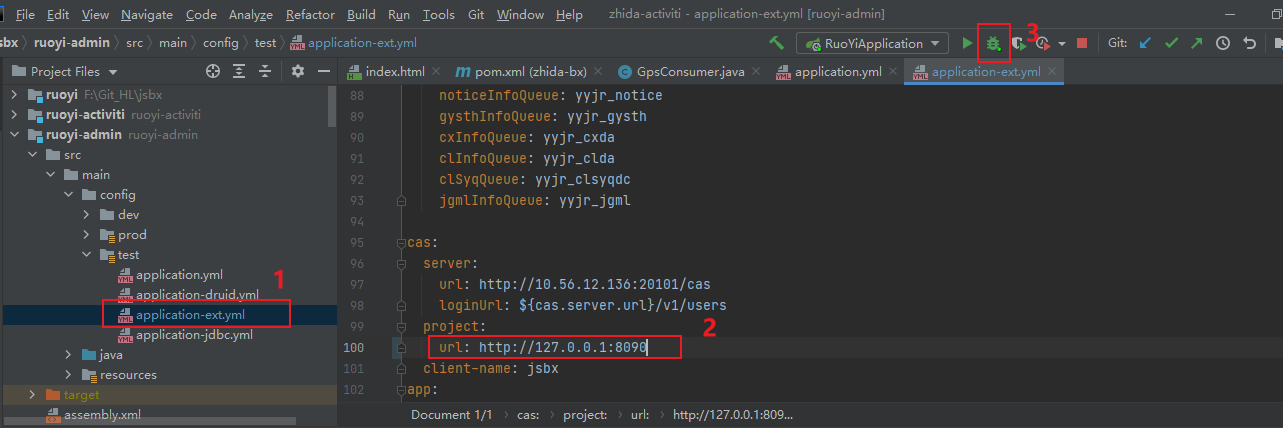 File Edit View Navigate Code Analyze Refactor Build Run Tools Git Window Help zhida-activiti - application-ext.yml [ruoyi-admin]
sbx ruoyi-admin src main config test application-ext.yml RuoYiApplication 3 Git:
Project Files index.html pom.xml (zhida-bx) GpsConsumer.java application.yml application-ext.yml
ruoyi F:\Git_HL\jsbx
ruoyi-activiti ruoyi-activiti
ruoyi-admin ruoyi-admin
src
main
config
dev
prod
test
application.yml
1
application-druid.yml
application-ext.yml
application-jdbc.yml
java
resources
target
assembly.xml
88 noticeInfoQueue: yyjr_notice
89 gysthInfoQueue: yyjr_gysth
90 cxInfoQueue: yyjr_cxda
91 clInfoQueue: yyjr_clda
92 clSyqQueue: yyjr_clsyqdc
93 jgmlInfoQueue: yyjr_jgml
94
95 cas:
96 server:
97 url: http://10.56.12.136:20101/cas
98 loginUrl: ${cas.server.url}/v1/users
99 project:
2
100 url: http://127.0.0.1:8090
101 client-name: jsbx
102 app:
Document 1/1 cas: project: url: http://127.0.0.1:809...